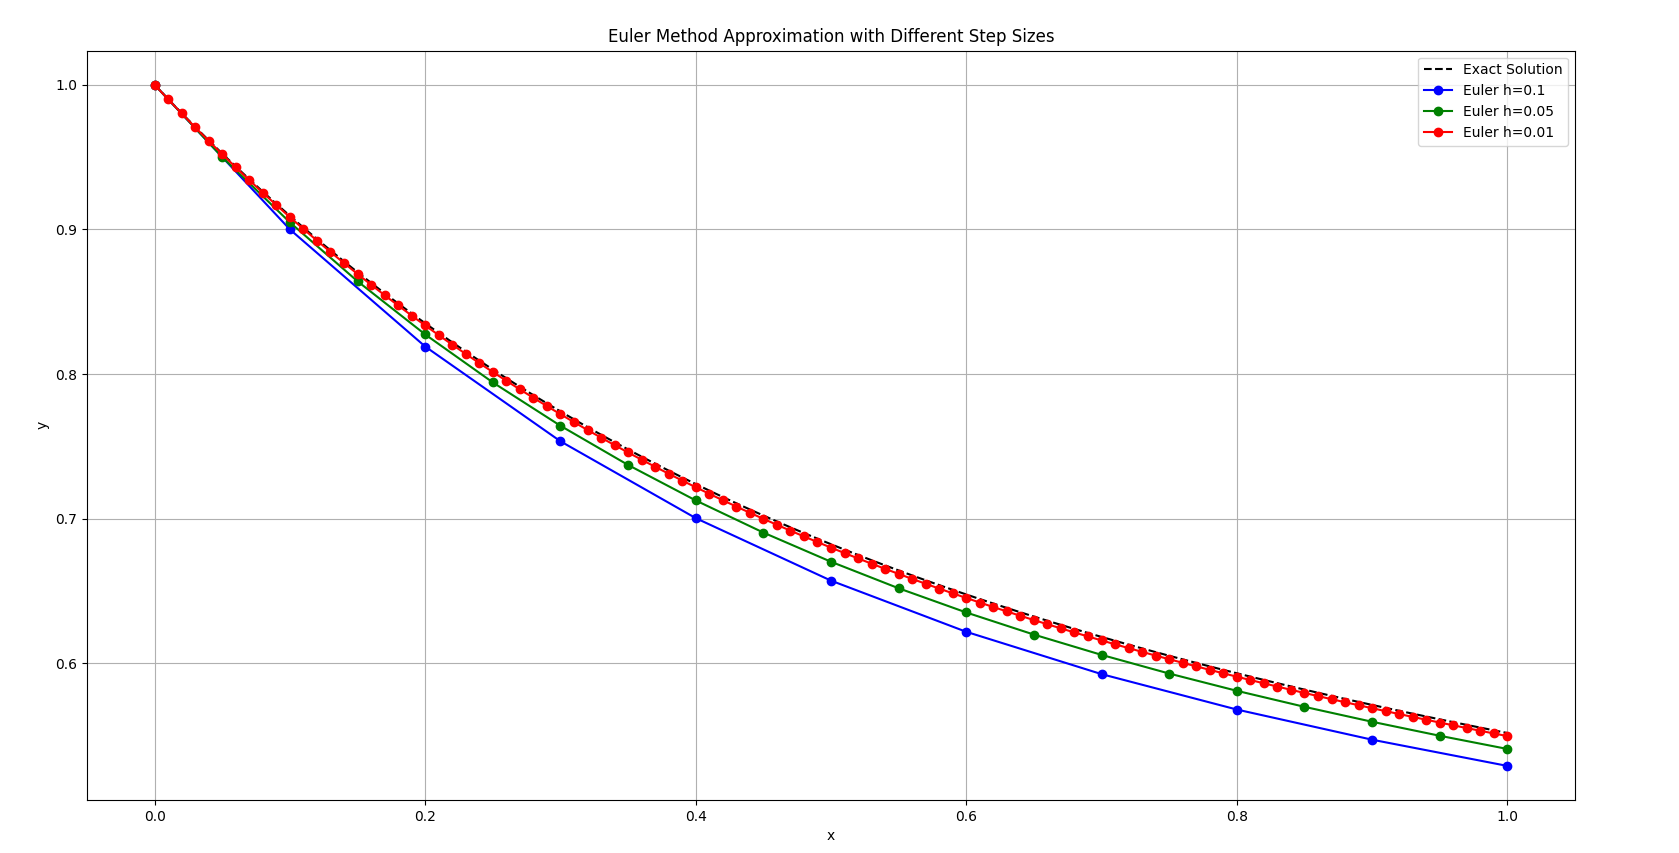 Euler Method Approximation with Different Step Sizes
Exact Solution
Euler h=0.1
Euler h=0.05
Euler h=0.01
1.0
0.9
0.8
0.7
0.6
y
0.0
0.2
0.4
0.6
0.8
1.0
x